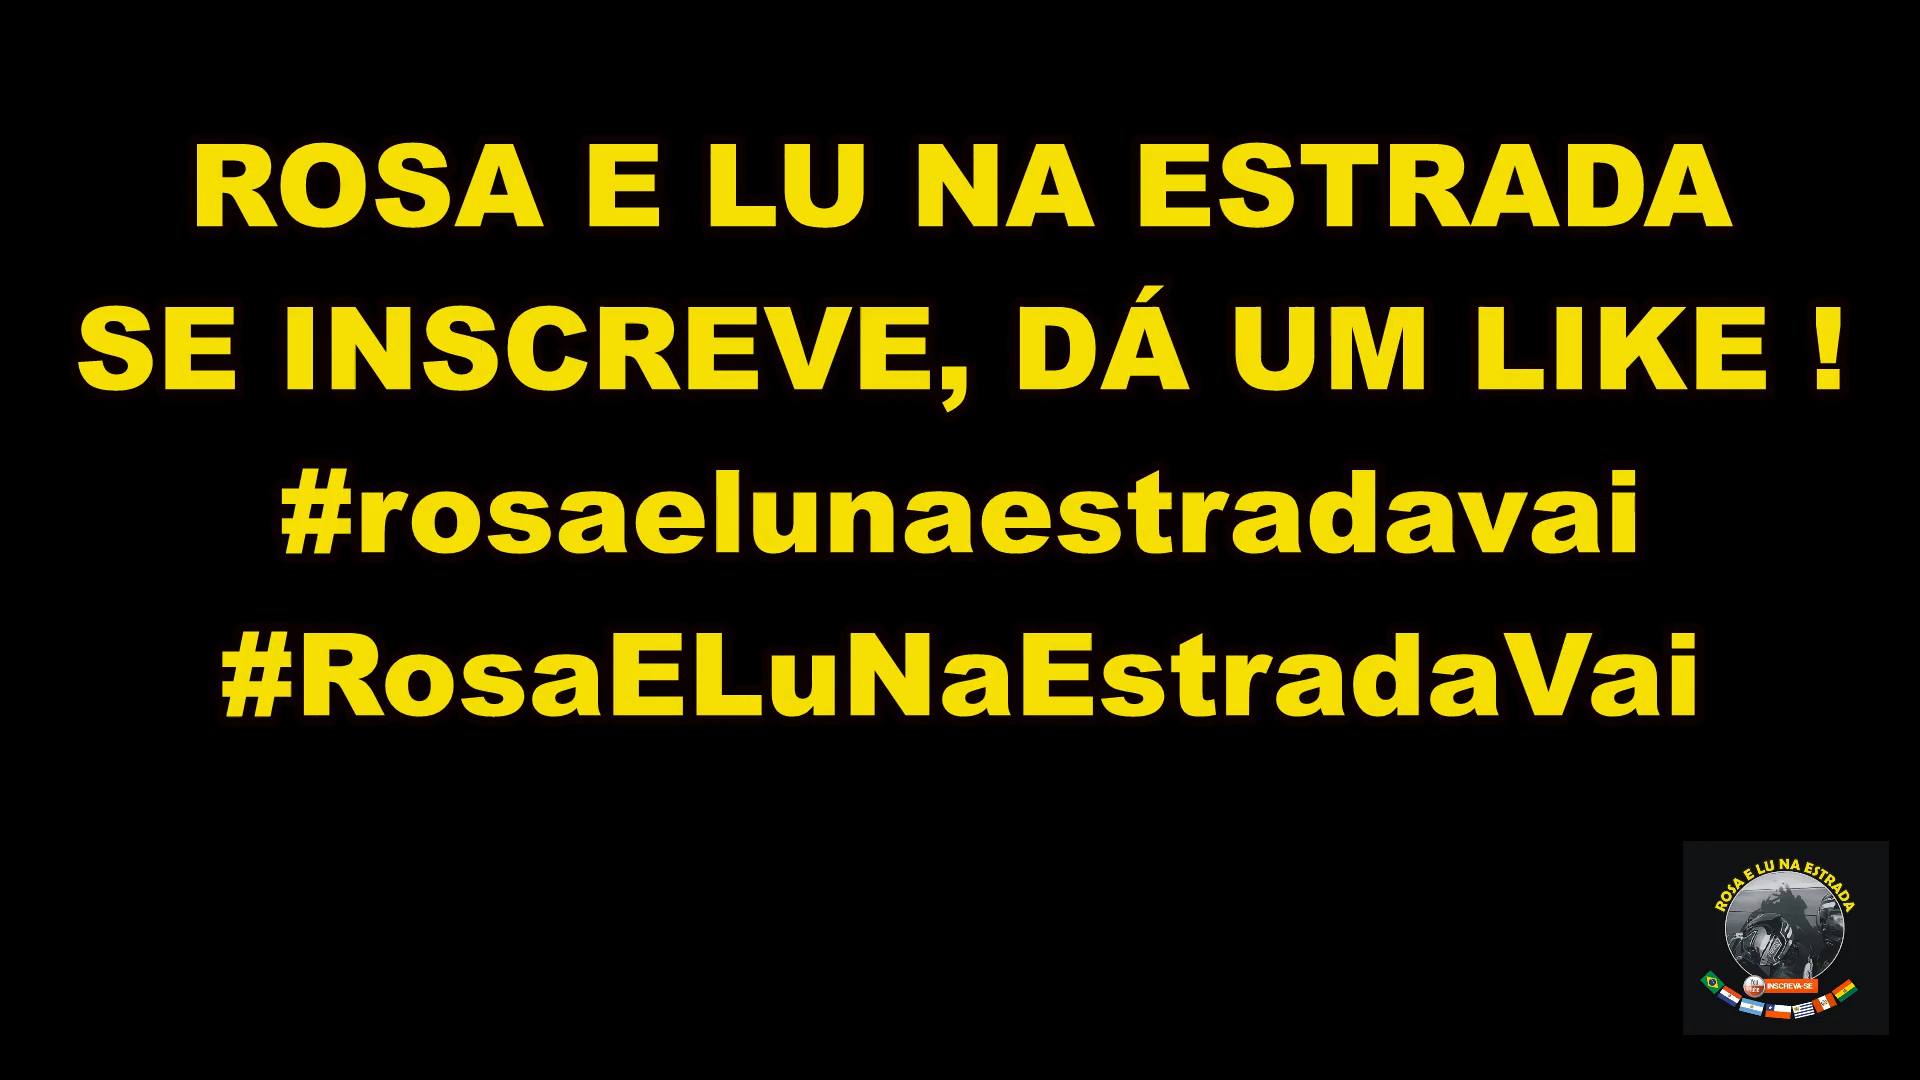 ROSA E LU NA ESTRADA
SE INSCREVE, DÁ UM LIKE !
#rosaelunaestradavai
#RosaELuNaEstradaVai
ROSA E LU NA ESTRADA
INSCREVA-SE